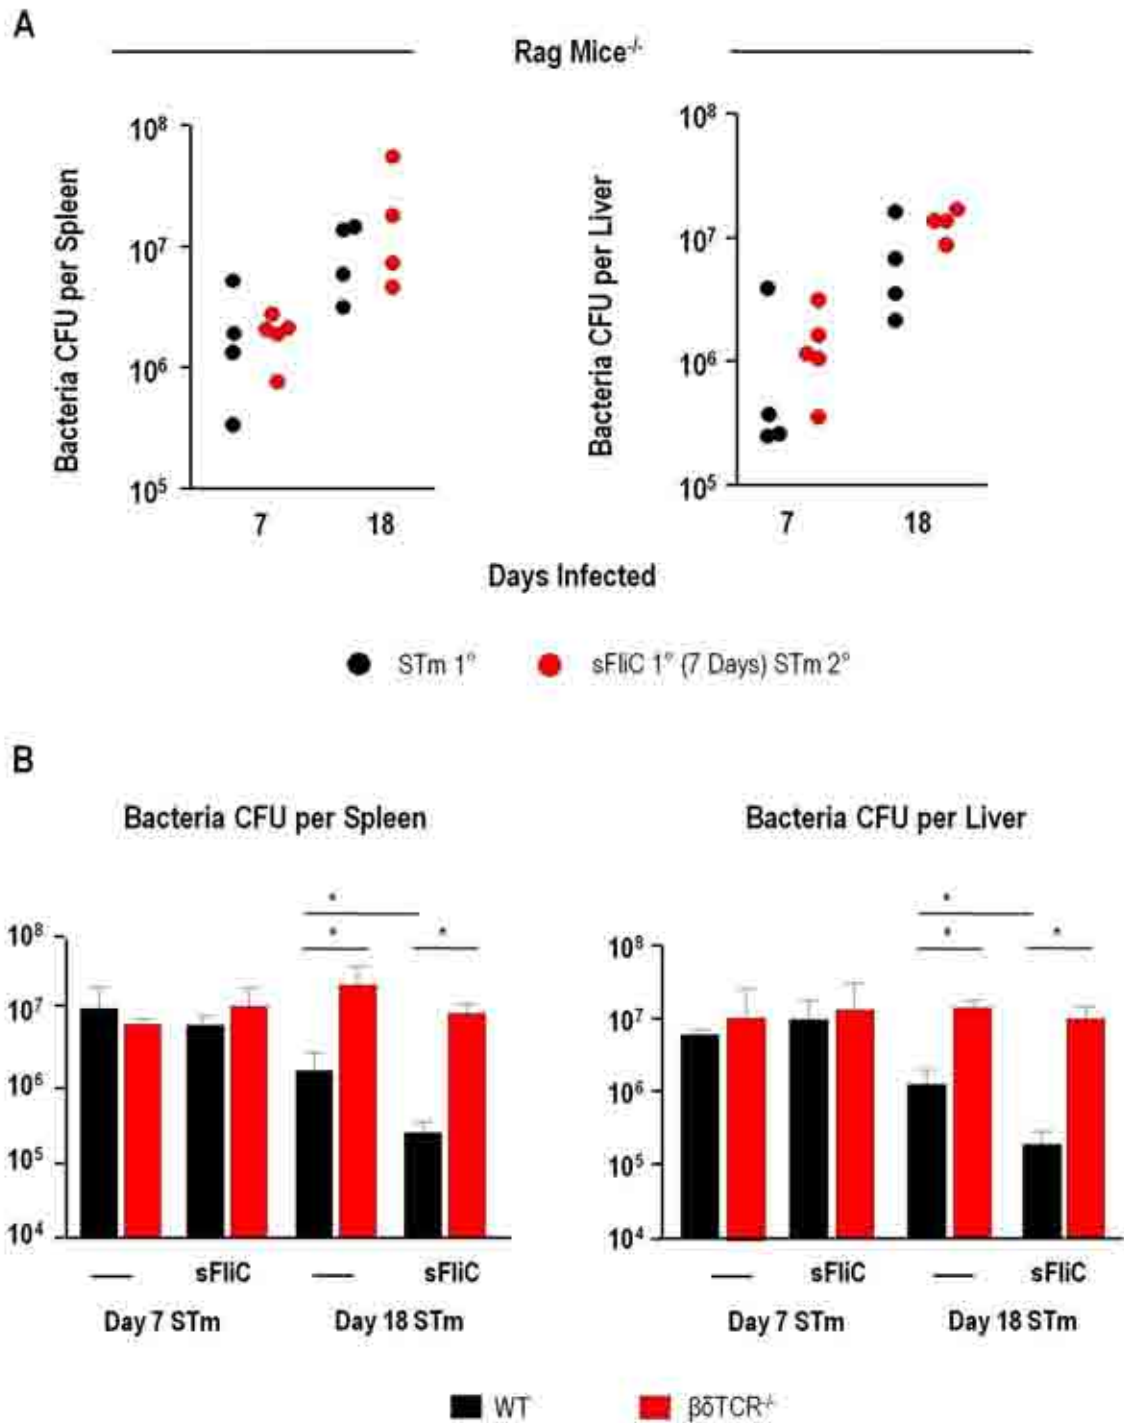 A
Rag Mice-/-
Bacteria CFU per Spleen
10⁸
10⁷
10⁶
10⁵
7 18
Bacteria CFU per Liver
10⁸
10⁷
10⁶
10⁵
7 18
Days Infected
STm 1° sFliC 1° (7 Days) STm 2°
B
Bacteria CFU per Spleen
* * *
10⁸
10⁷
10⁶
10⁵
10⁴
— sFliC — sFliC
Day 7 STm Day 18 STm
Bacteria CFU per Liver
* * *
10⁸
10⁷
10⁶
10⁵
10⁴
— sFliC — sFliC
Day 7 STm Day 18 STm
WT βδTCR-/-